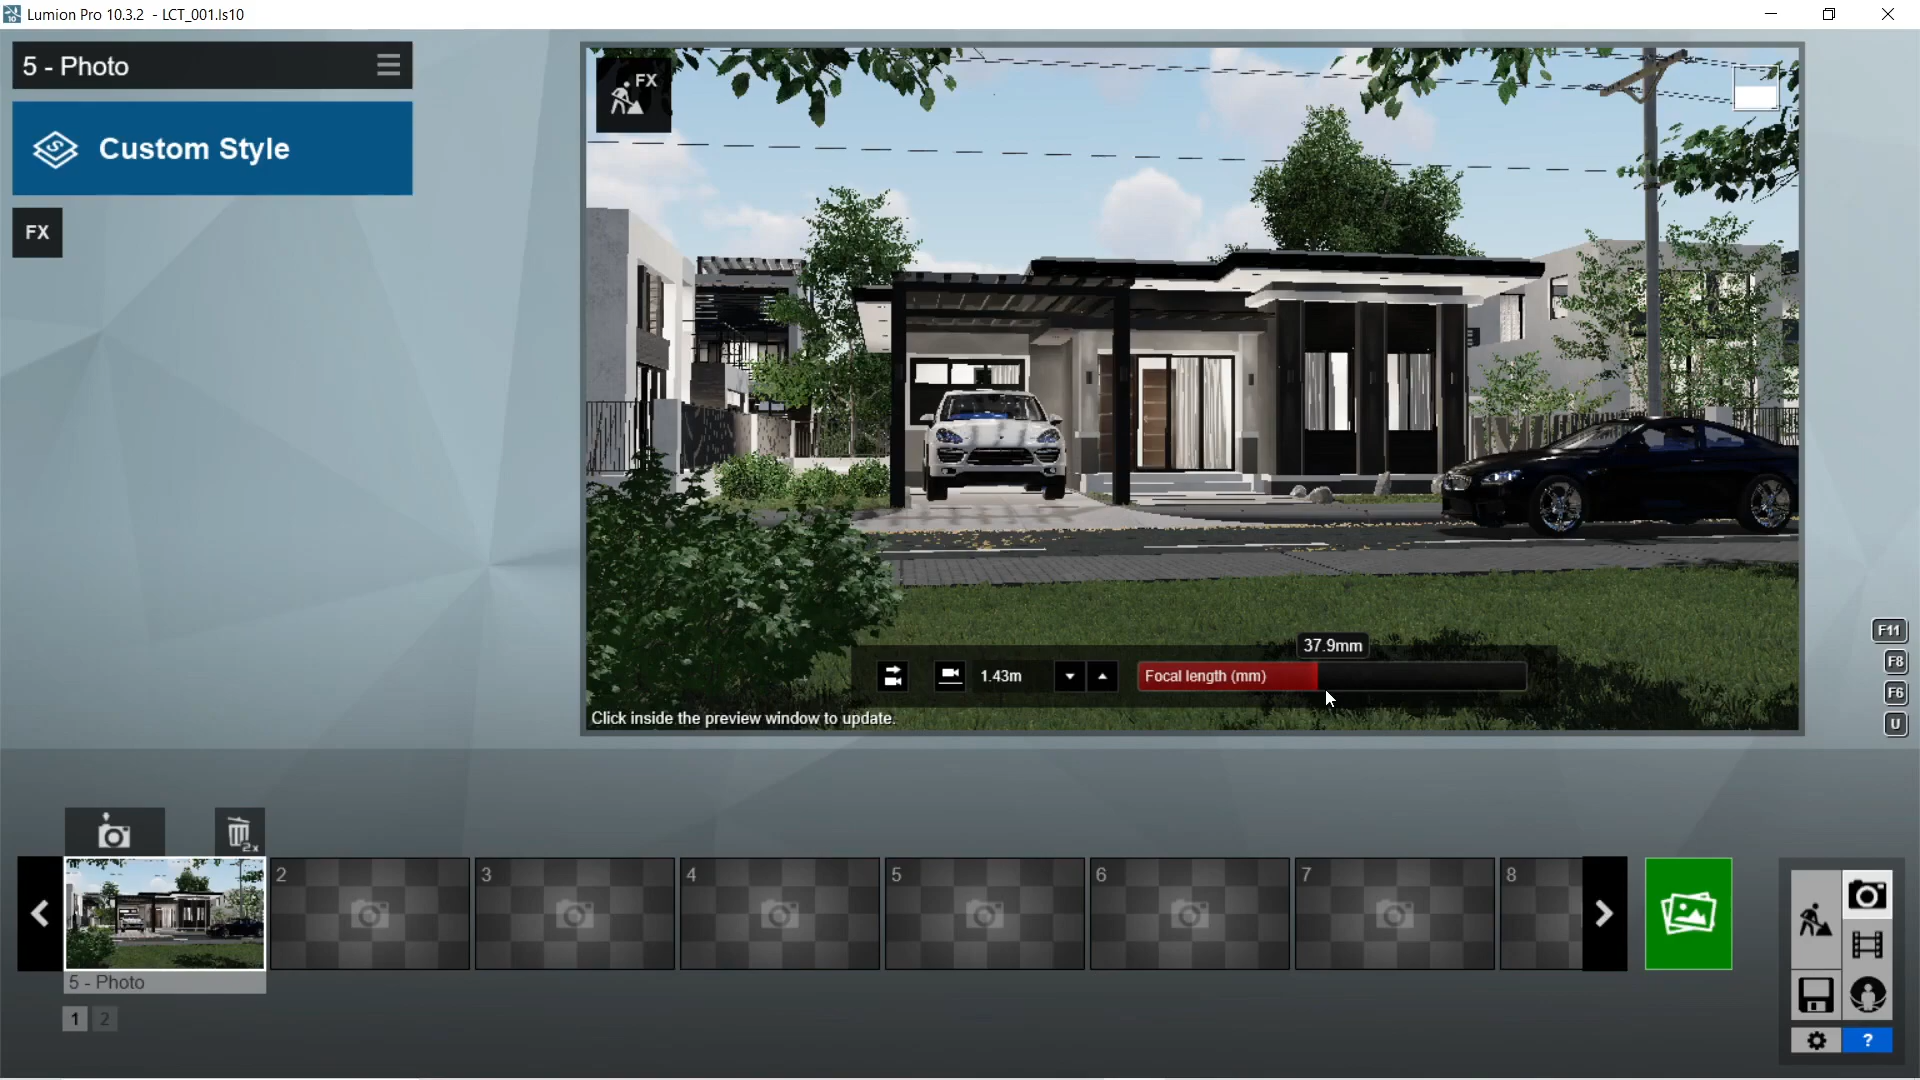 Lumion Pro 10.3.2 - LCT_001.ls10
5 - Photo
Custom Style
FX
FX
37.9mm
1.43m
Focal length (mm)
Click inside the preview window to update.
F11
F8
F6
U
2x
2
3
4
5
6
7
8
5 - Photo
1
2
?